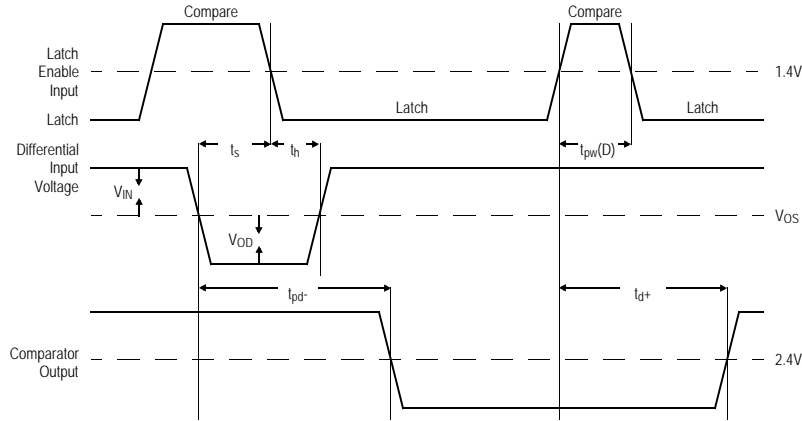 Compare
Compare
Latch
Enable
Input
1.4V
Latch
Latch
Latch
Differential
Input
Voltage
ts
th
tpw(D)
VIN
VOS
VOD
tpd-
td+
Comparator
Output
2.4V